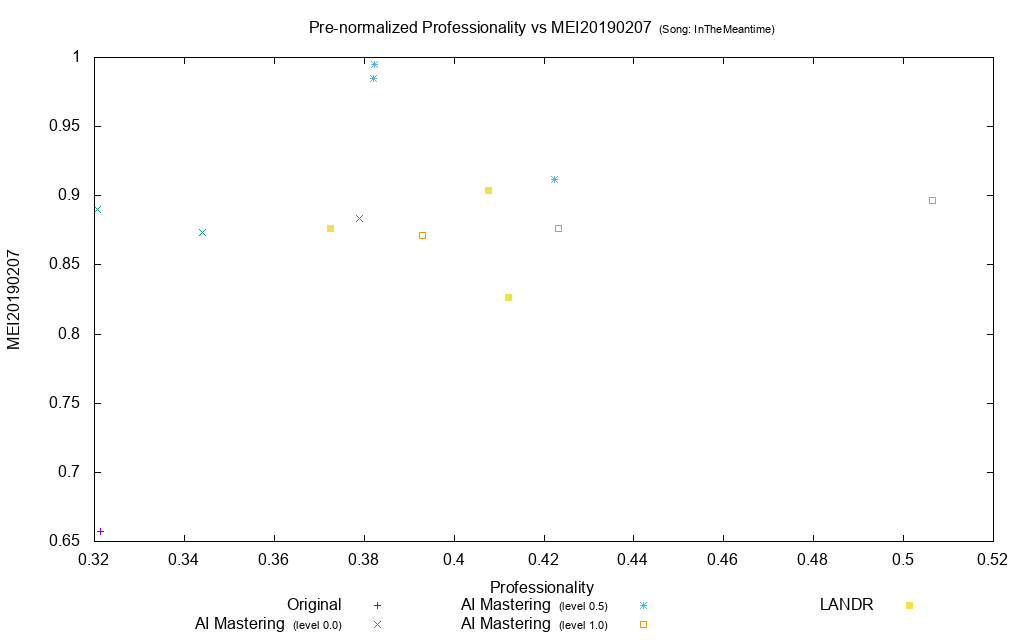 Pre-normalized Professionality vs MEI20190207 (Song: InTheMeantime)
1
0.95
0.9
0.85
0.8
0.75
0.7
0.65
MEI20190207
0.32 0.34 0.36 0.38 0.4 0.42 0.44 0.46 0.48 0.5 0.52
Professionality
Original AI Mastering (level 0.5) LANDR
AI Mastering (level 0.0) AI Mastering (level 1.0)